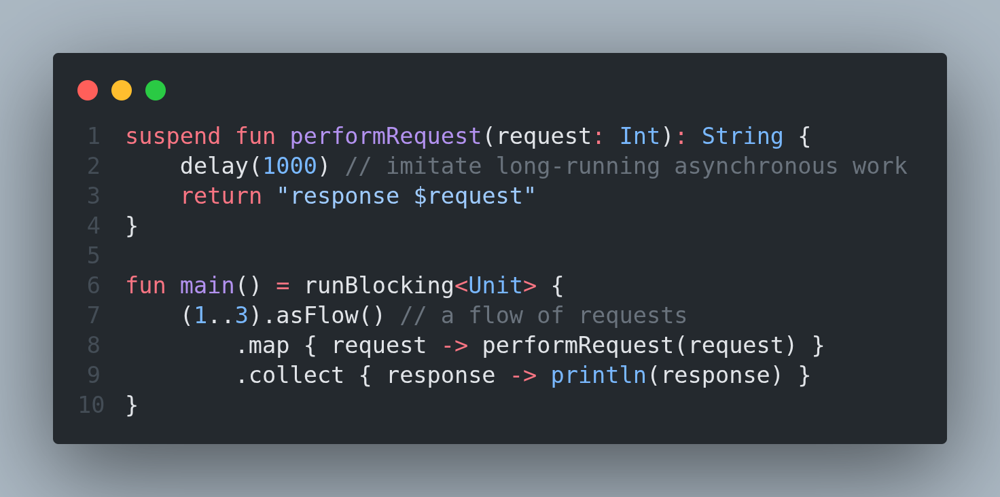 1 suspend fun performRequest(request: Int): String {
2     delay(1000) // imitate long-running asynchronous work
3     return "response $request"
4 }
5
6 fun main() = runBlocking<Unit> {
7     (1..3).asFlow() // a flow of requests
8         .map { request -> performRequest(request) }
9         .collect { response -> println(response) }
10 }